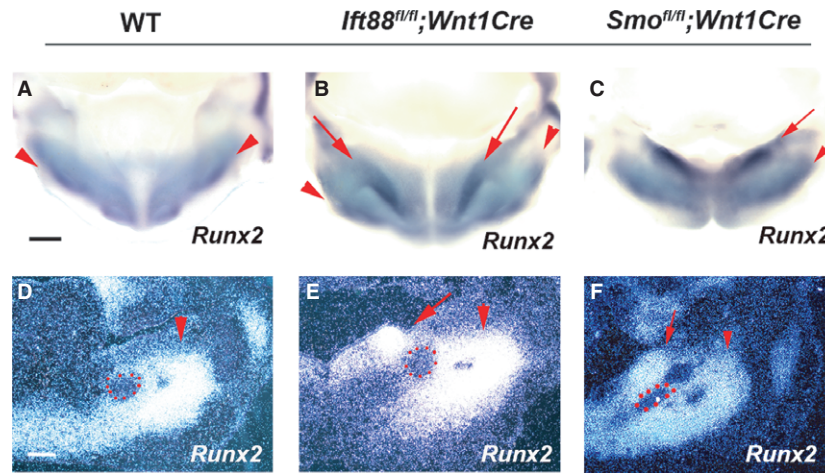 WT Ift88fl/fl;Wnt1Cre Smofl/fl;Wnt1Cre
A B C
Runx2 Runx2 Runx2
D E F
Runx2 Runx2 Runx2